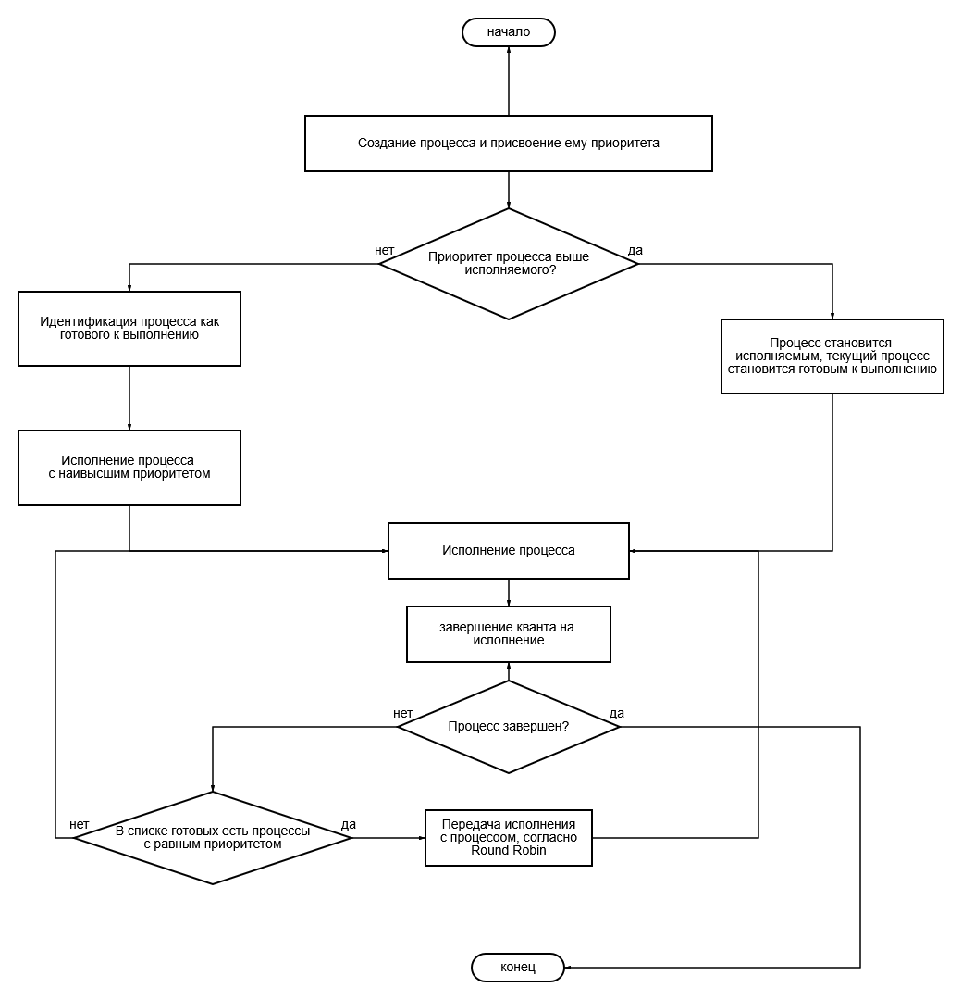 начало
Создание процесса и присвоение ему приоритета
нет
да
Приоритет процесса выше
исполняемого?
Идентификация процесса как
готового к выполнению
Процесс становится
исполняемым, текущий процесс
становится готовым к выполнению
Исполнение процесса
с наивысшим приоритетом
Исполнение процесса
завершение кванта на
исполнение
нет
да
Процесс завершен?
нет
да
В списке готовых есть процессы
с равным приоритетом
Передача исполнения
с процесоом, согласно
Round Robin
конец